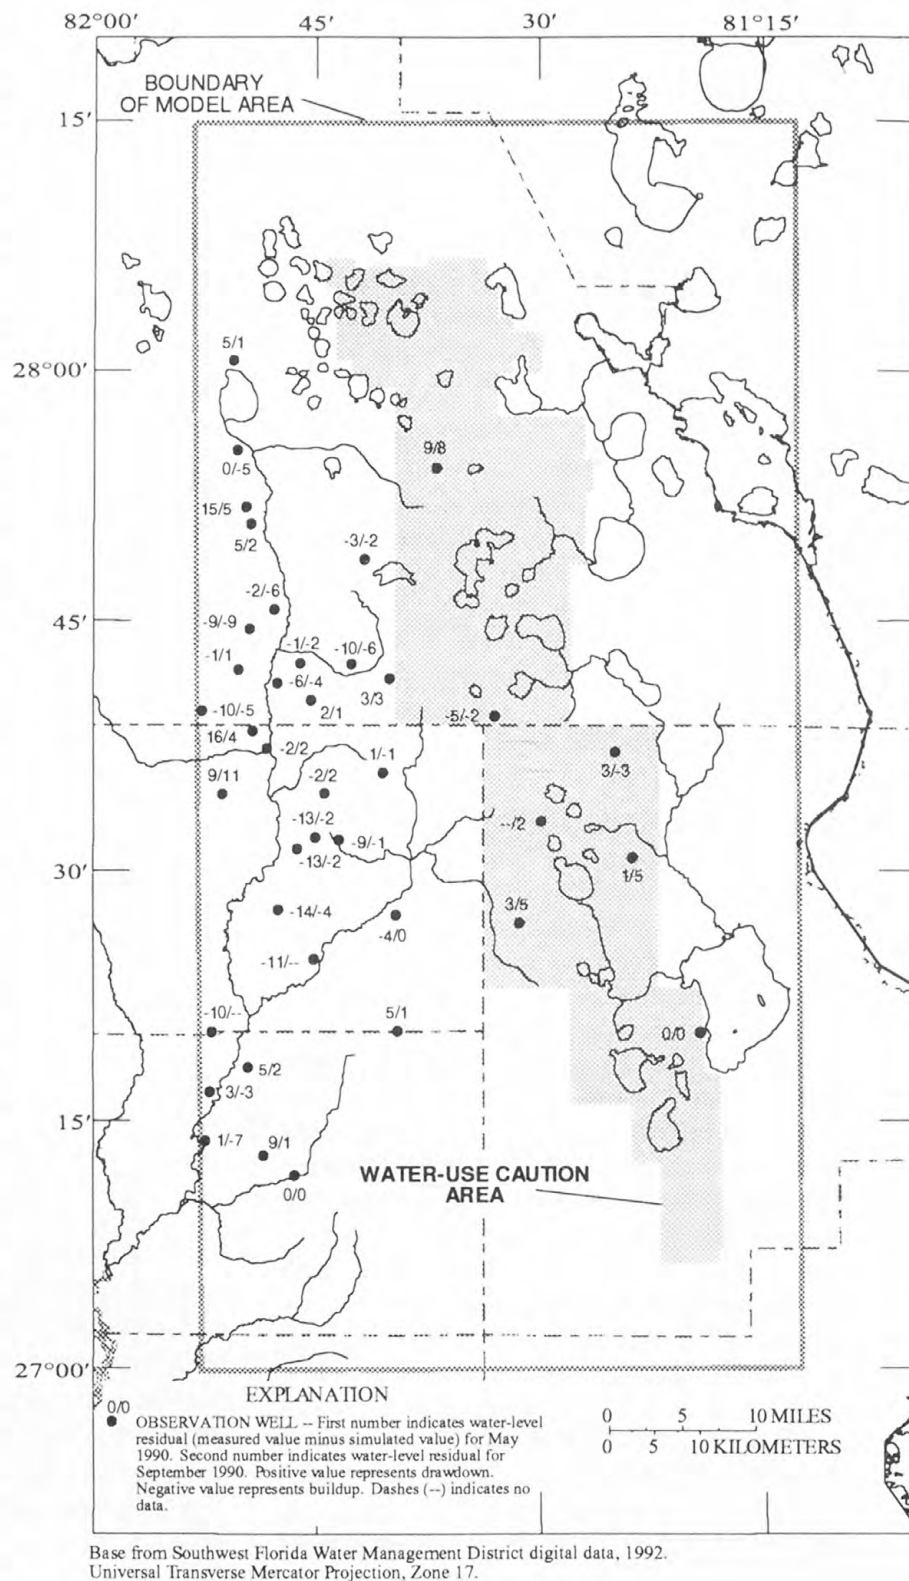 82°00′ 45′ 30′ 81°15′
BOUNDARY
OF MODEL AREA
15′
5/1
28°00′
9/8
0/-5
15/5
5/2
-3/-2
-2/-6
45′
-9/-9
-1/-2
-10/-6
-1/1
-6/-4
3/3
2/1
-10/-5
-5/-2
16/4
-2/2
1/-1
3/-3
9/11
-2/2
-13/-2
--/2
-9/-1
-13/-2
30′
1/5
3/5
-14/-4
-4/0
-11/--
-10/--
5/1
0/0
5/2
3/-3
15′
1/-7
9/1
WATER-USE CAUTION
AREA
0/0
27°00′
EXPLANATION
0/0
OBSERVATION WELL -- First number indicates water-level
residual (measured value minus simulated value) for May
1990. Second number indicates water-level residual for
September 1990. Positive value represents drawdown.
Negative value represents buildup. Dashes (--) indicates no
data.
0 5 10 MILES
0 5 10 KILOMETERS
Base from Southwest Florida Water Management District digital data, 1992.
Universal Transverse Mercator Projection, Zone 17.